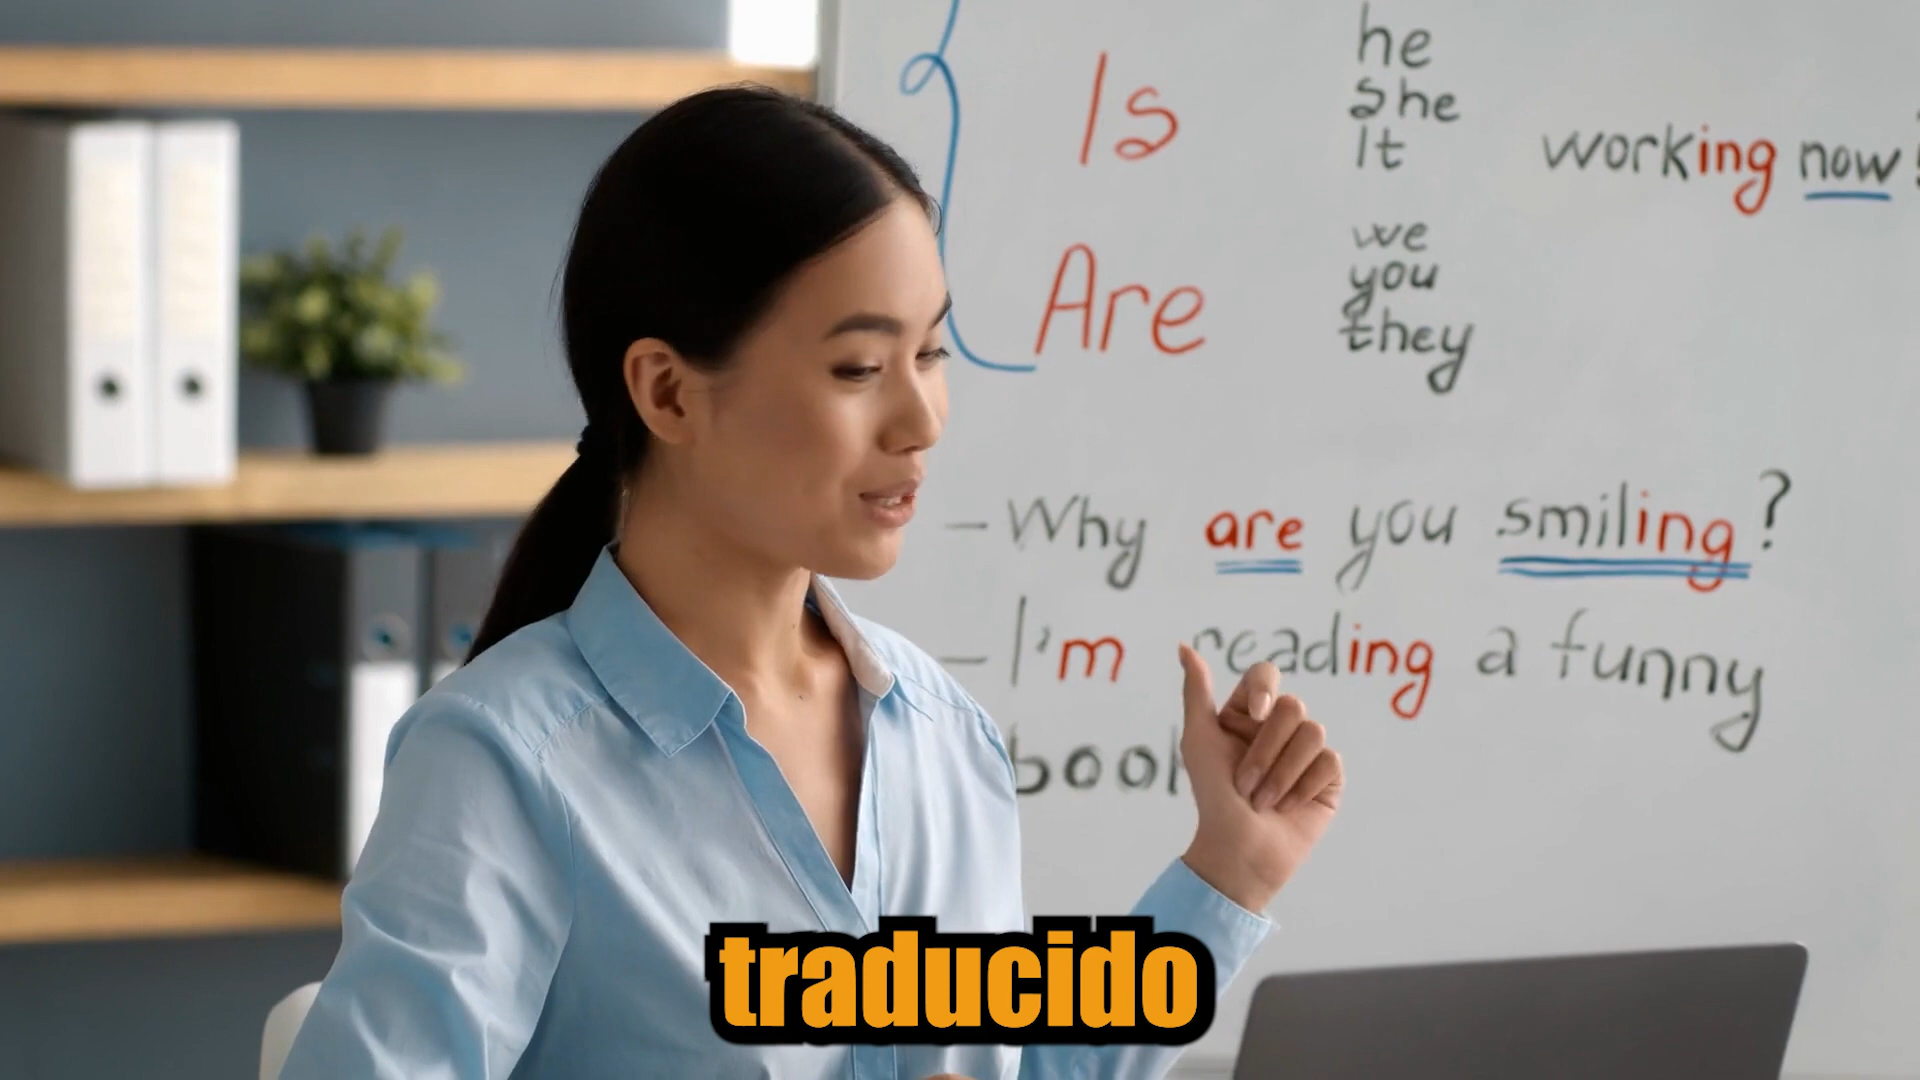 Is
he
she
It
working now?
Are
we
you
they
- Why are you smiling?
- I'm reading a funny
book
traducido